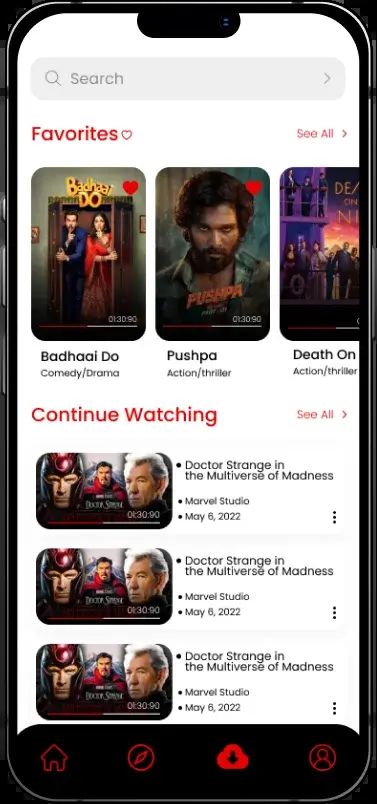 Search
Favorites
See All
Badhaai
DO
01:30:90
PUSHPA
01:30:90
DEA
ON
NI
Badhaai Do
Comedy/Drama
Pushpa
Action/thriller
Death On
Action/thriller
Continue Watching
See All
DOCTOR STRANGE
01:30:90
Doctor Strange in
the Multiverse of Madness
Marvel Studio
May 6, 2022
DOCTOR STRANGE
01:30:90
Doctor Strange in
the Multiverse of Madness
Marvel Studio
May 6, 2022
DOCTOR STRANGE
01:30:90
Doctor Strange in
the Multiverse of Madness
Marvel Studio
May 6, 2022